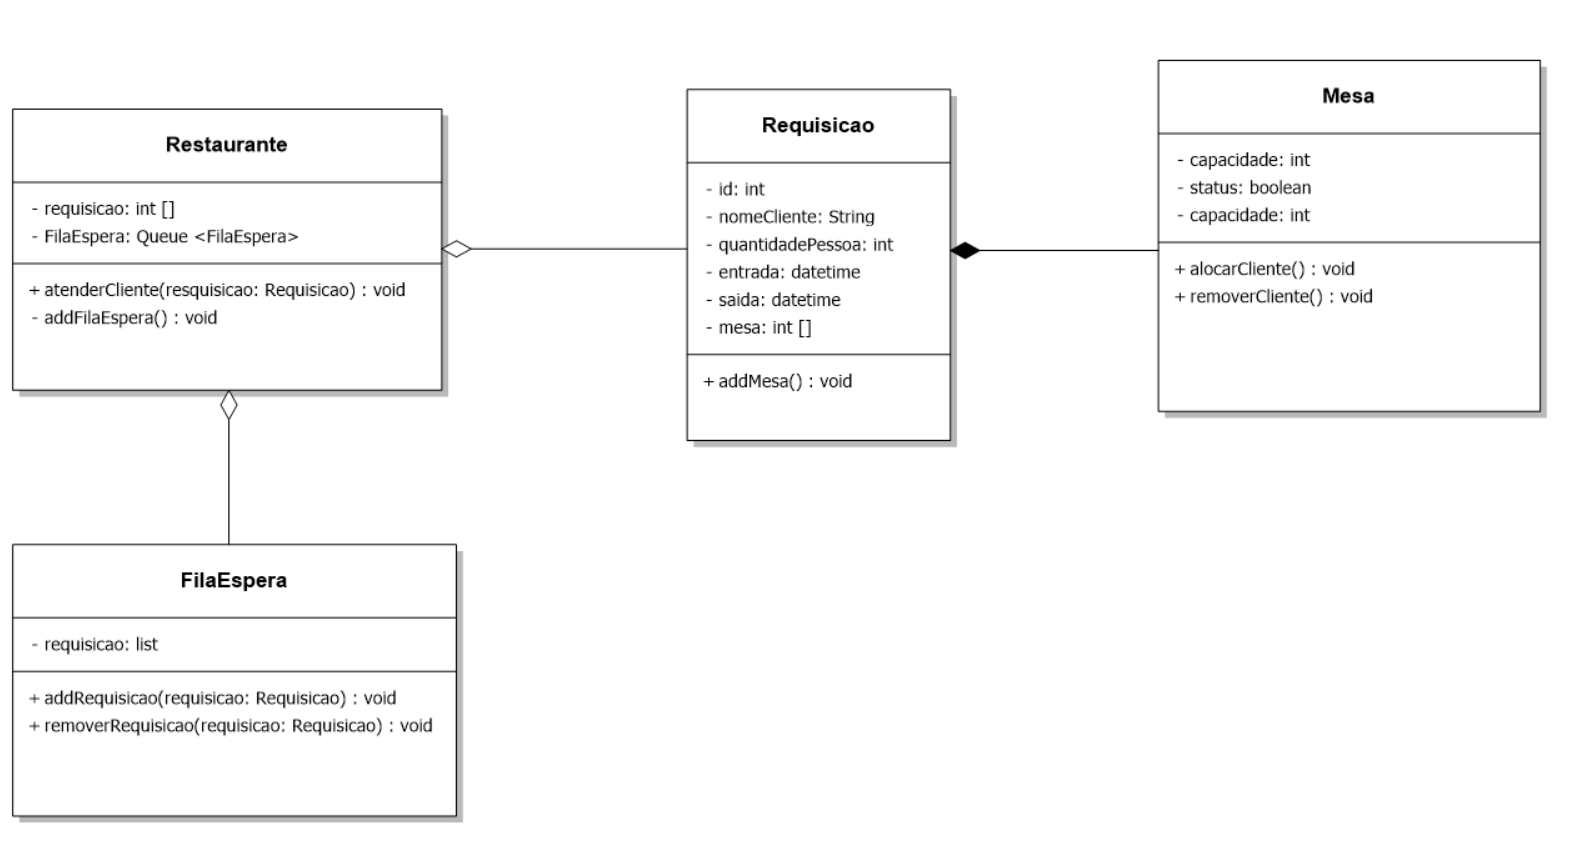 Restaurante
- requisicao: int []
- FilaEspera: Queue <FilaEspera>
+ atenderCliente(resquisicao: Requisicao) : void
- addFilaEspera() : void
Requisicao
- id: int
- nomeCliente: String
- quantidadePessoa: int
- entrada: datetime
- saida: datetime
- mesa: int []
+ addMesa() : void
Mesa
- capacidade: int
- status: boolean
- capacidade: int
+ alocarCliente() : void
+ removerCliente() : void
FilaEspera
- requisicao: list
+ addRequisicao(requisicao: Requisicao) : void
+ removerRequisicao(requisicao: Requisicao) : void